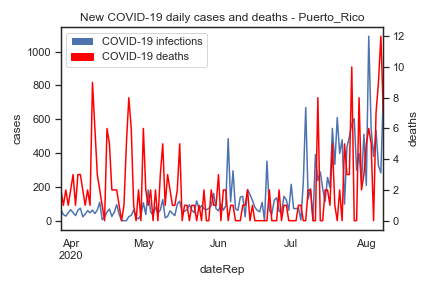 New COVID-19 daily cases and deaths - Puerto_Rico
COVID-19 infections
COVID-19 deaths
1000
800
600
400
200
0
cases
12
10
8
6
4
2
0
deaths
Apr
2020
May
Jun
Jul
Aug
dateRep